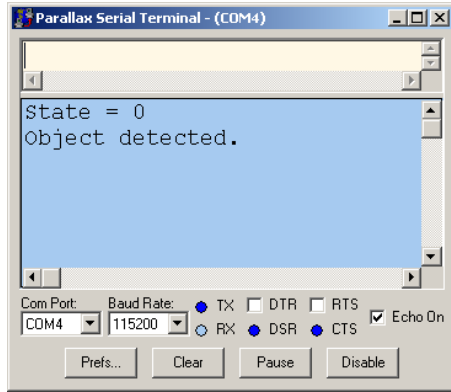 Parallax Serial Terminal - (COM4)
State = 0
Object detected.
Com Port:
Baud Rate:
TX
DTR
RTS
COM4
115200
RX
DSR
CTS
Echo On
Prefs...
Clear
Pause
Disable